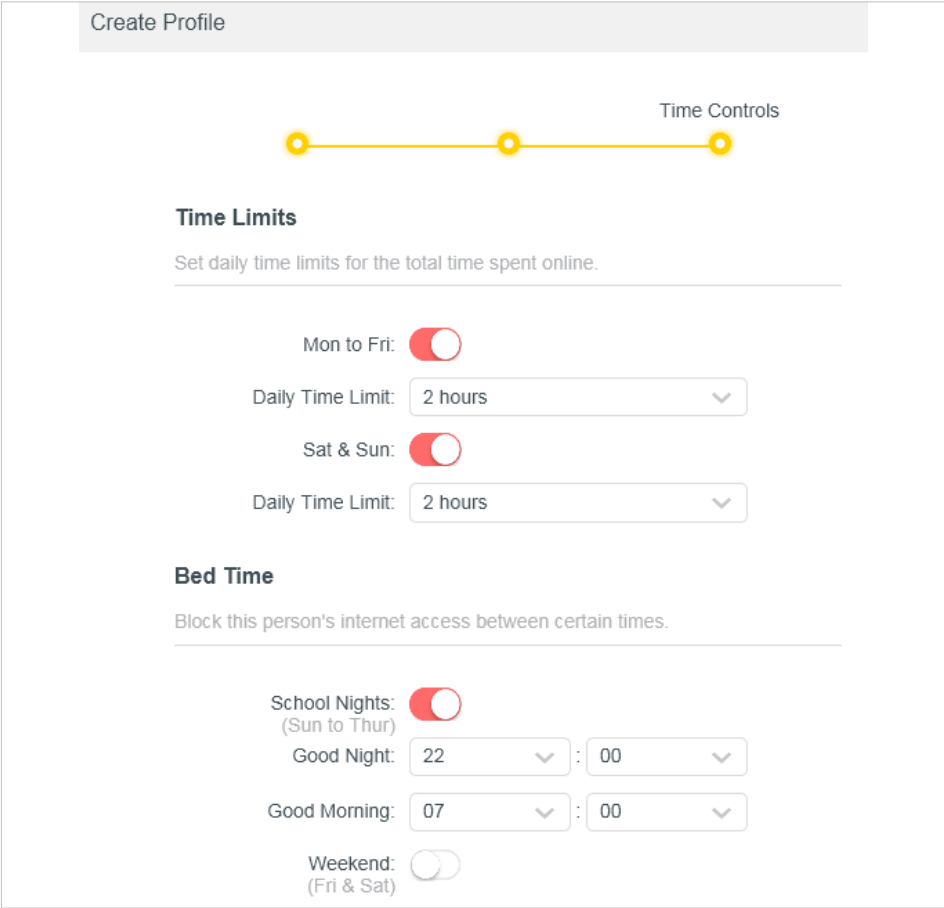 Create Profile
Time Controls
Time Limits
Set daily time limits for the total time spent online.
Mon to Fri:
Daily Time Limit: 2 hours
Sat & Sun:
Daily Time Limit: 2 hours
Bed Time
Block this person's internet access between certain times.
School Nights:
(Sun to Thur)
Good Night: 22 : 00
Good Morning: 07 : 00
Weekend:
(Fri & Sat)